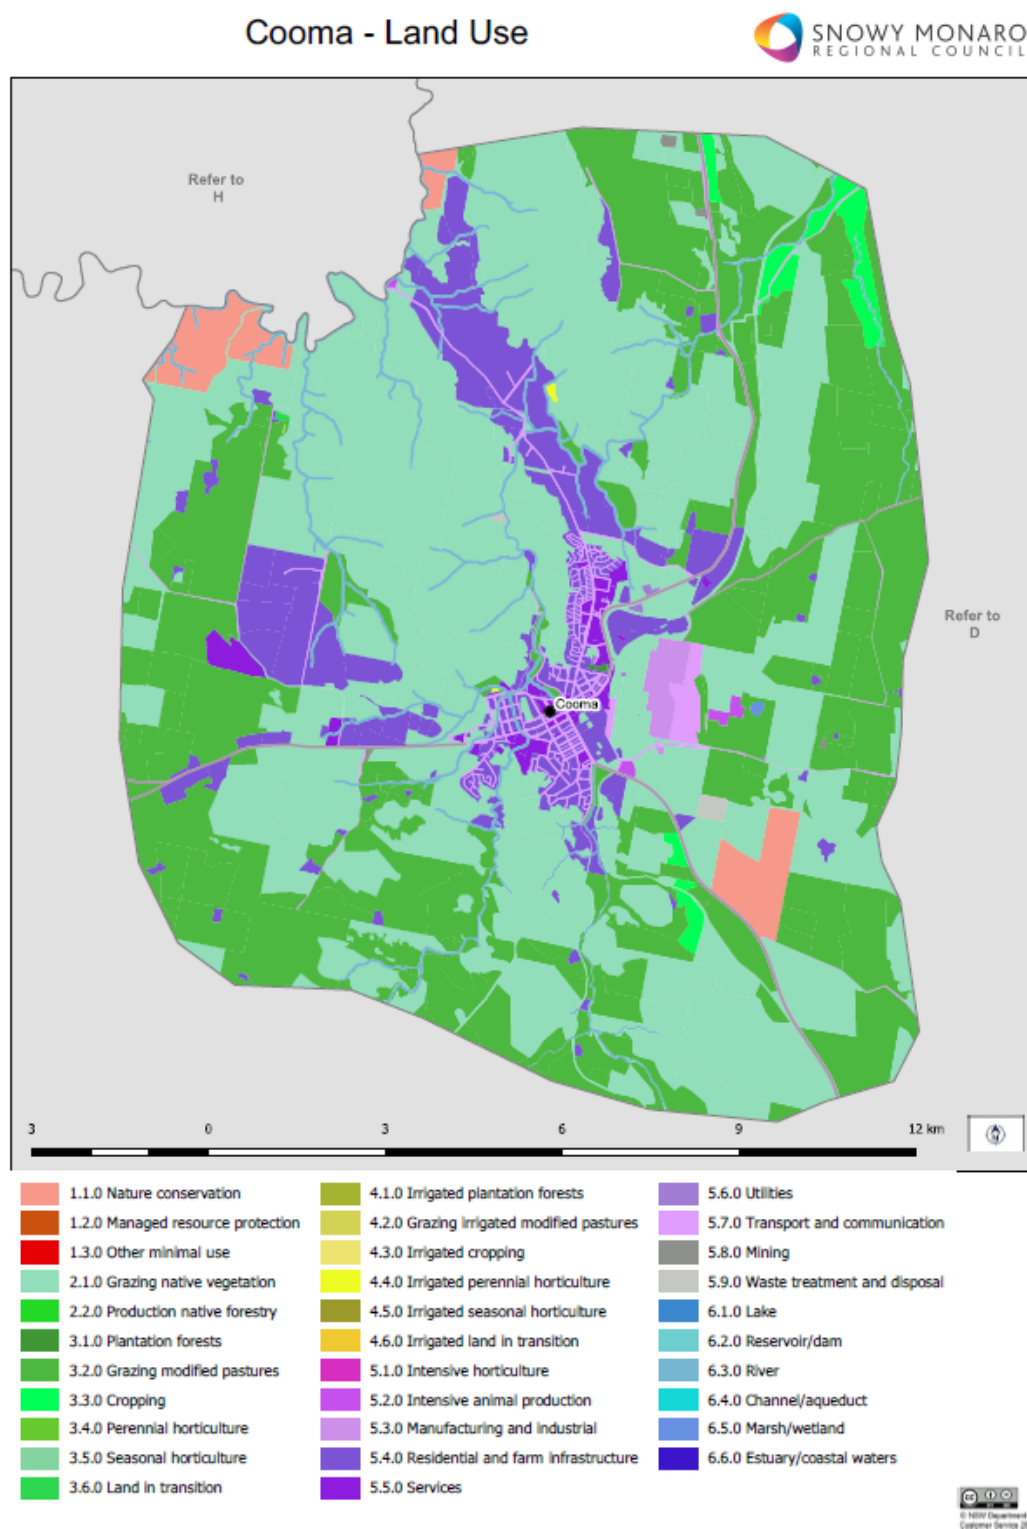 Cooma - Land Use
SNOWY MONARO
REGIONAL COUNCIL
Refer to
H
Refer to
D
Cooma
3 0 3 6 9 12 km
1.1.0 Nature conservation
1.2.0 Managed resource protection
1.3.0 Other minimal use
2.1.0 Grazing native vegetation
2.2.0 Production native forestry
3.1.0 Plantation forests
3.2.0 Grazing modified pastures
3.3.0 Cropping
3.4.0 Perennial horticulture
3.5.0 Seasonal horticulture
3.6.0 Land in transition
4.1.0 Irrigated plantation forests
4.2.0 Grazing irrigated modified pastures
4.3.0 Irrigated cropping
4.4.0 Irrigated perennial horticulture
4.5.0 Irrigated seasonal horticulture
4.6.0 Irrigated land in transition
5.1.0 Intensive horticulture
5.2.0 Intensive animal production
5.3.0 Manufacturing and industrial
5.4.0 Residential and farm infrastructure
5.5.0 Services
5.6.0 Utilities
5.7.0 Transport and communication
5.8.0 Mining
5.9.0 Waste treatment and disposal
6.1.0 Lake
6.2.0 Reservoir/dam
6.3.0 River
6.4.0 Channel/aqueduct
6.5.0 Marsh/wetland
6.6.0 Estuary/coastal waters
© NSW Department
Customer Service